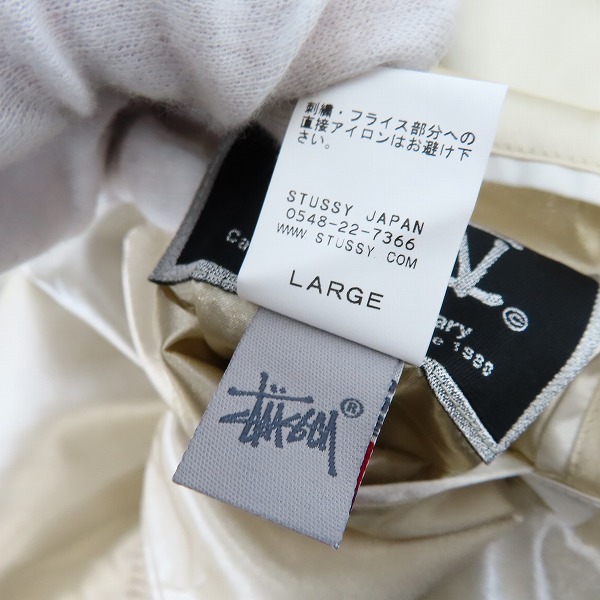 刺繍・フライス部分への
直接アイロンはお避け下
さい。
STUSSY JAPAN
0548-22-7366
WWW. STUSSY. COM
LARGE
Stüssy ®
©